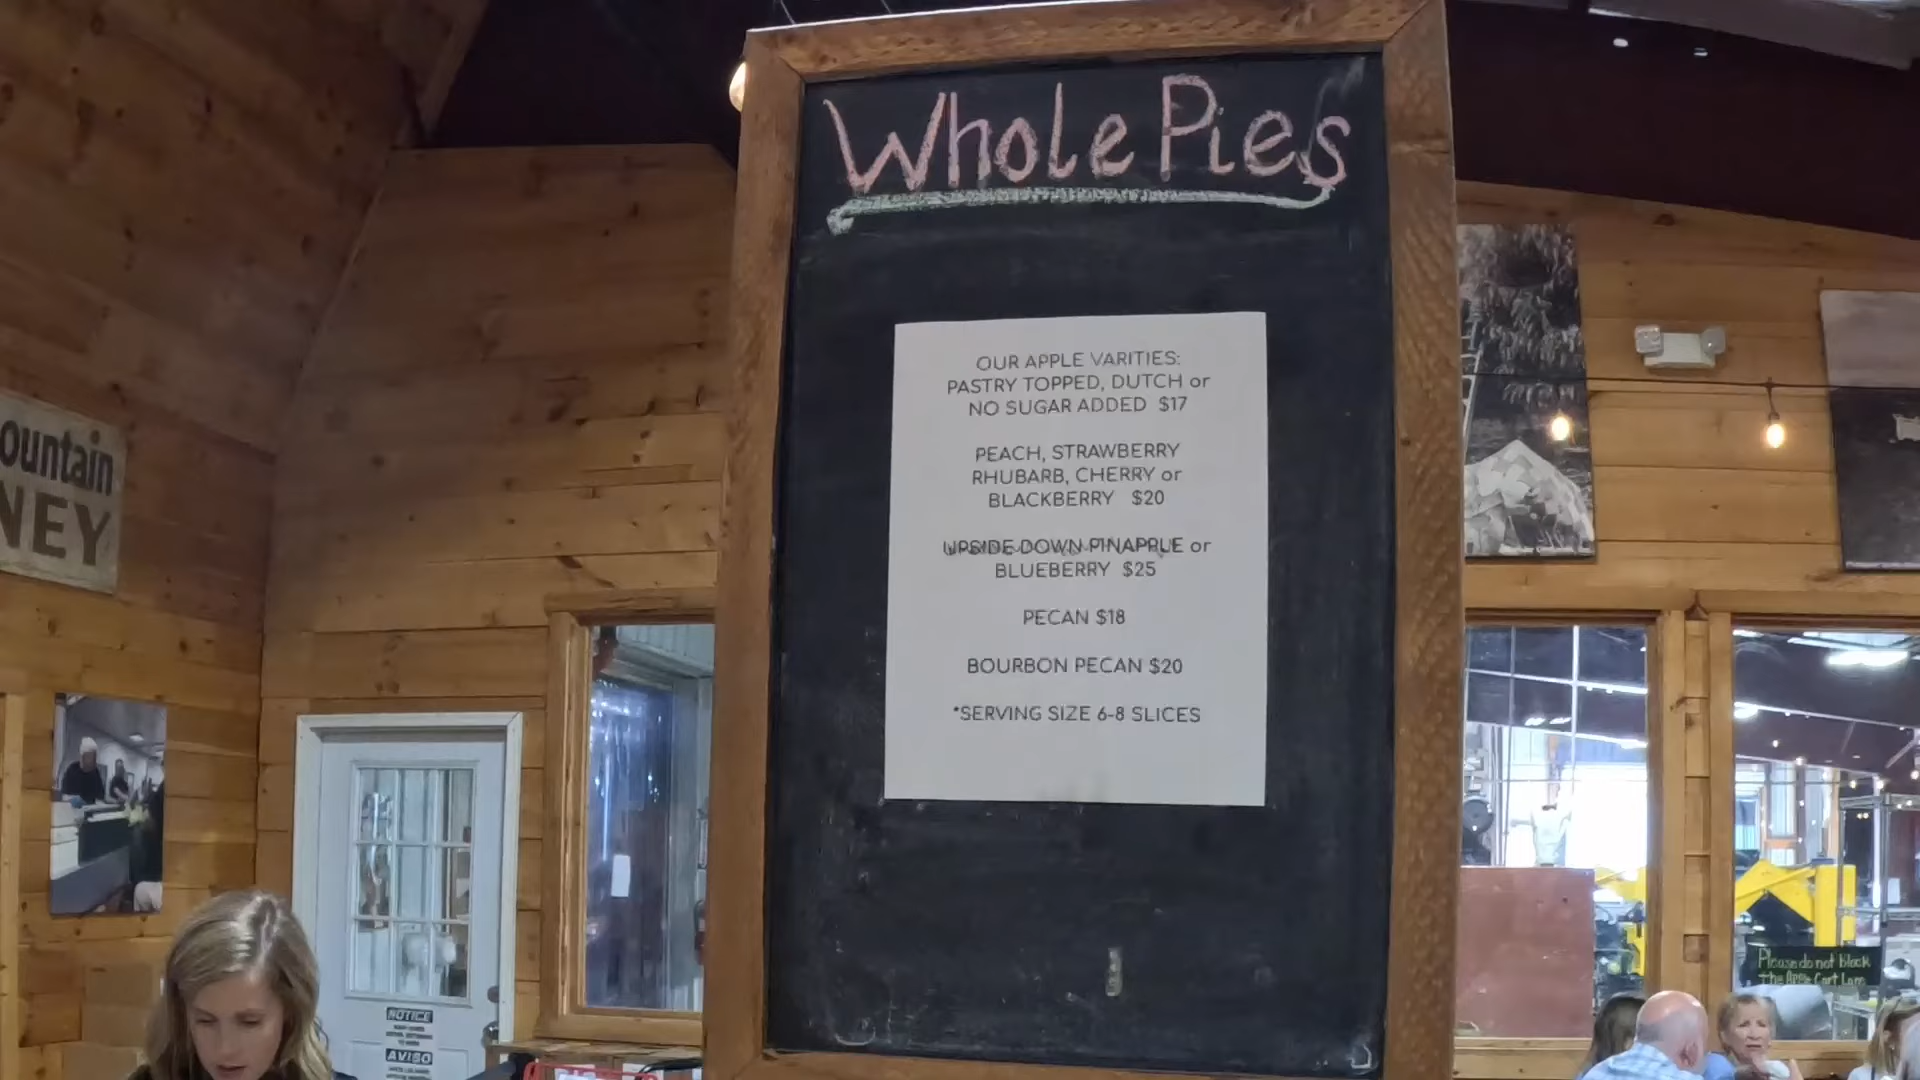 Whole Pies
OUR APPLE VARITIES:
PASTRY TOPPED, DUTCH or
NO SUGAR ADDED $17
PEACH, STRAWBERRY
RHUBARB, CHERRY or
BLACKBERRY $20
UPSIDE DOWN PINAPPLE or
BLUEBERRY $25
PECAN $18
BOURBON PECAN $20
*SERVING SIZE 6-8 SLICES
ountain
NEY
NOTICE
AVISO
Please do not block
The Apple Cart Lane